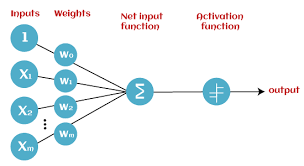 Inputs Weights Net input function Activation function
1
X1
X2
Xm
W0
W1
W2
Wm
Σ
output